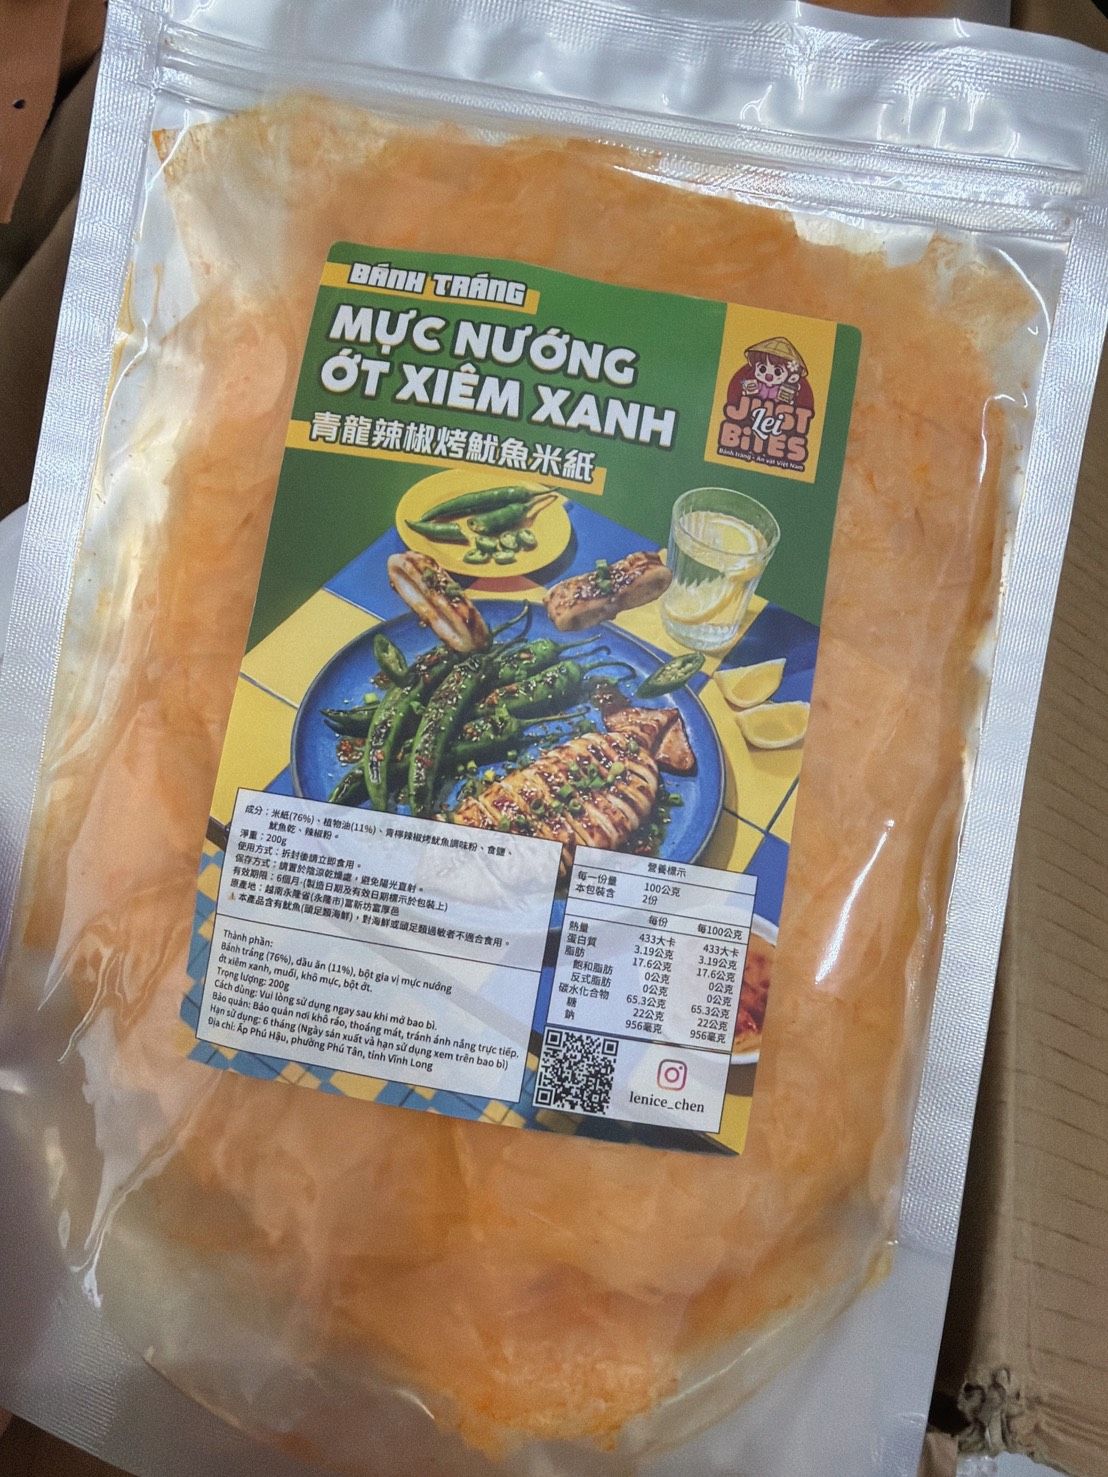 BÁNH TRÁNG
MỰC NƯỚNG
ỚT XIÊM XANH
青龍辣椒烤魷魚米紙
JUST
Lei
BiTES
Bánh tráng - Ăn vặt Việt Nam
成分：米紙(76%)、植物油(11%)、青檸辣椒烤魷魚調味粉、食鹽、
魷魚乾、辣椒粉。
淨重：200g
使用方式：拆封後請立即食用。
保存方式：請置於陰涼乾燥處，避免陽光直射。
有效期限：6個月-(製造日期及有效日期標示於包裝上)
原產地：越南永隆省(永隆市)富新坊富厚邑
⚠️本產品含有魷魚(頭足類海鮮)，對海鮮或頭足類過敏者不適合食用。
Thành phần:
Bánh tráng (76%), dầu ăn (11%), bột gia vị mực nướng
ớt xiêm xanh, muối, khô mực, bột ớt.
Trọng lượng: 200g
Cách dùng: Vui lòng sử dụng ngay sau khi mở bao bì.
Bảo quản: Bảo quản nơi khô ráo, thoáng mát, tránh ánh nắng trực tiếp.
Hạn sử dụng: 6 tháng (Ngày sản xuất và hạn sử dụng xem trên bao bì)
Địa chỉ: Ấp Phú Hậu, phường Phú Tân, tỉnh Vĩnh Long
營養標示
每一份量 100公克
本包裝含 2份
每份 每100公克
熱量 433大卡 433大卡
蛋白質 3.19公克 3.19公克
脂肪 17.6公克 17.6公克
飽和脂肪 0公克 0公克
反式脂肪 0公克 0公克
碳水化合物 65.3公克 65.3公克
糖 22公克 22公克
鈉 956毫克 956毫克
lenice_chen